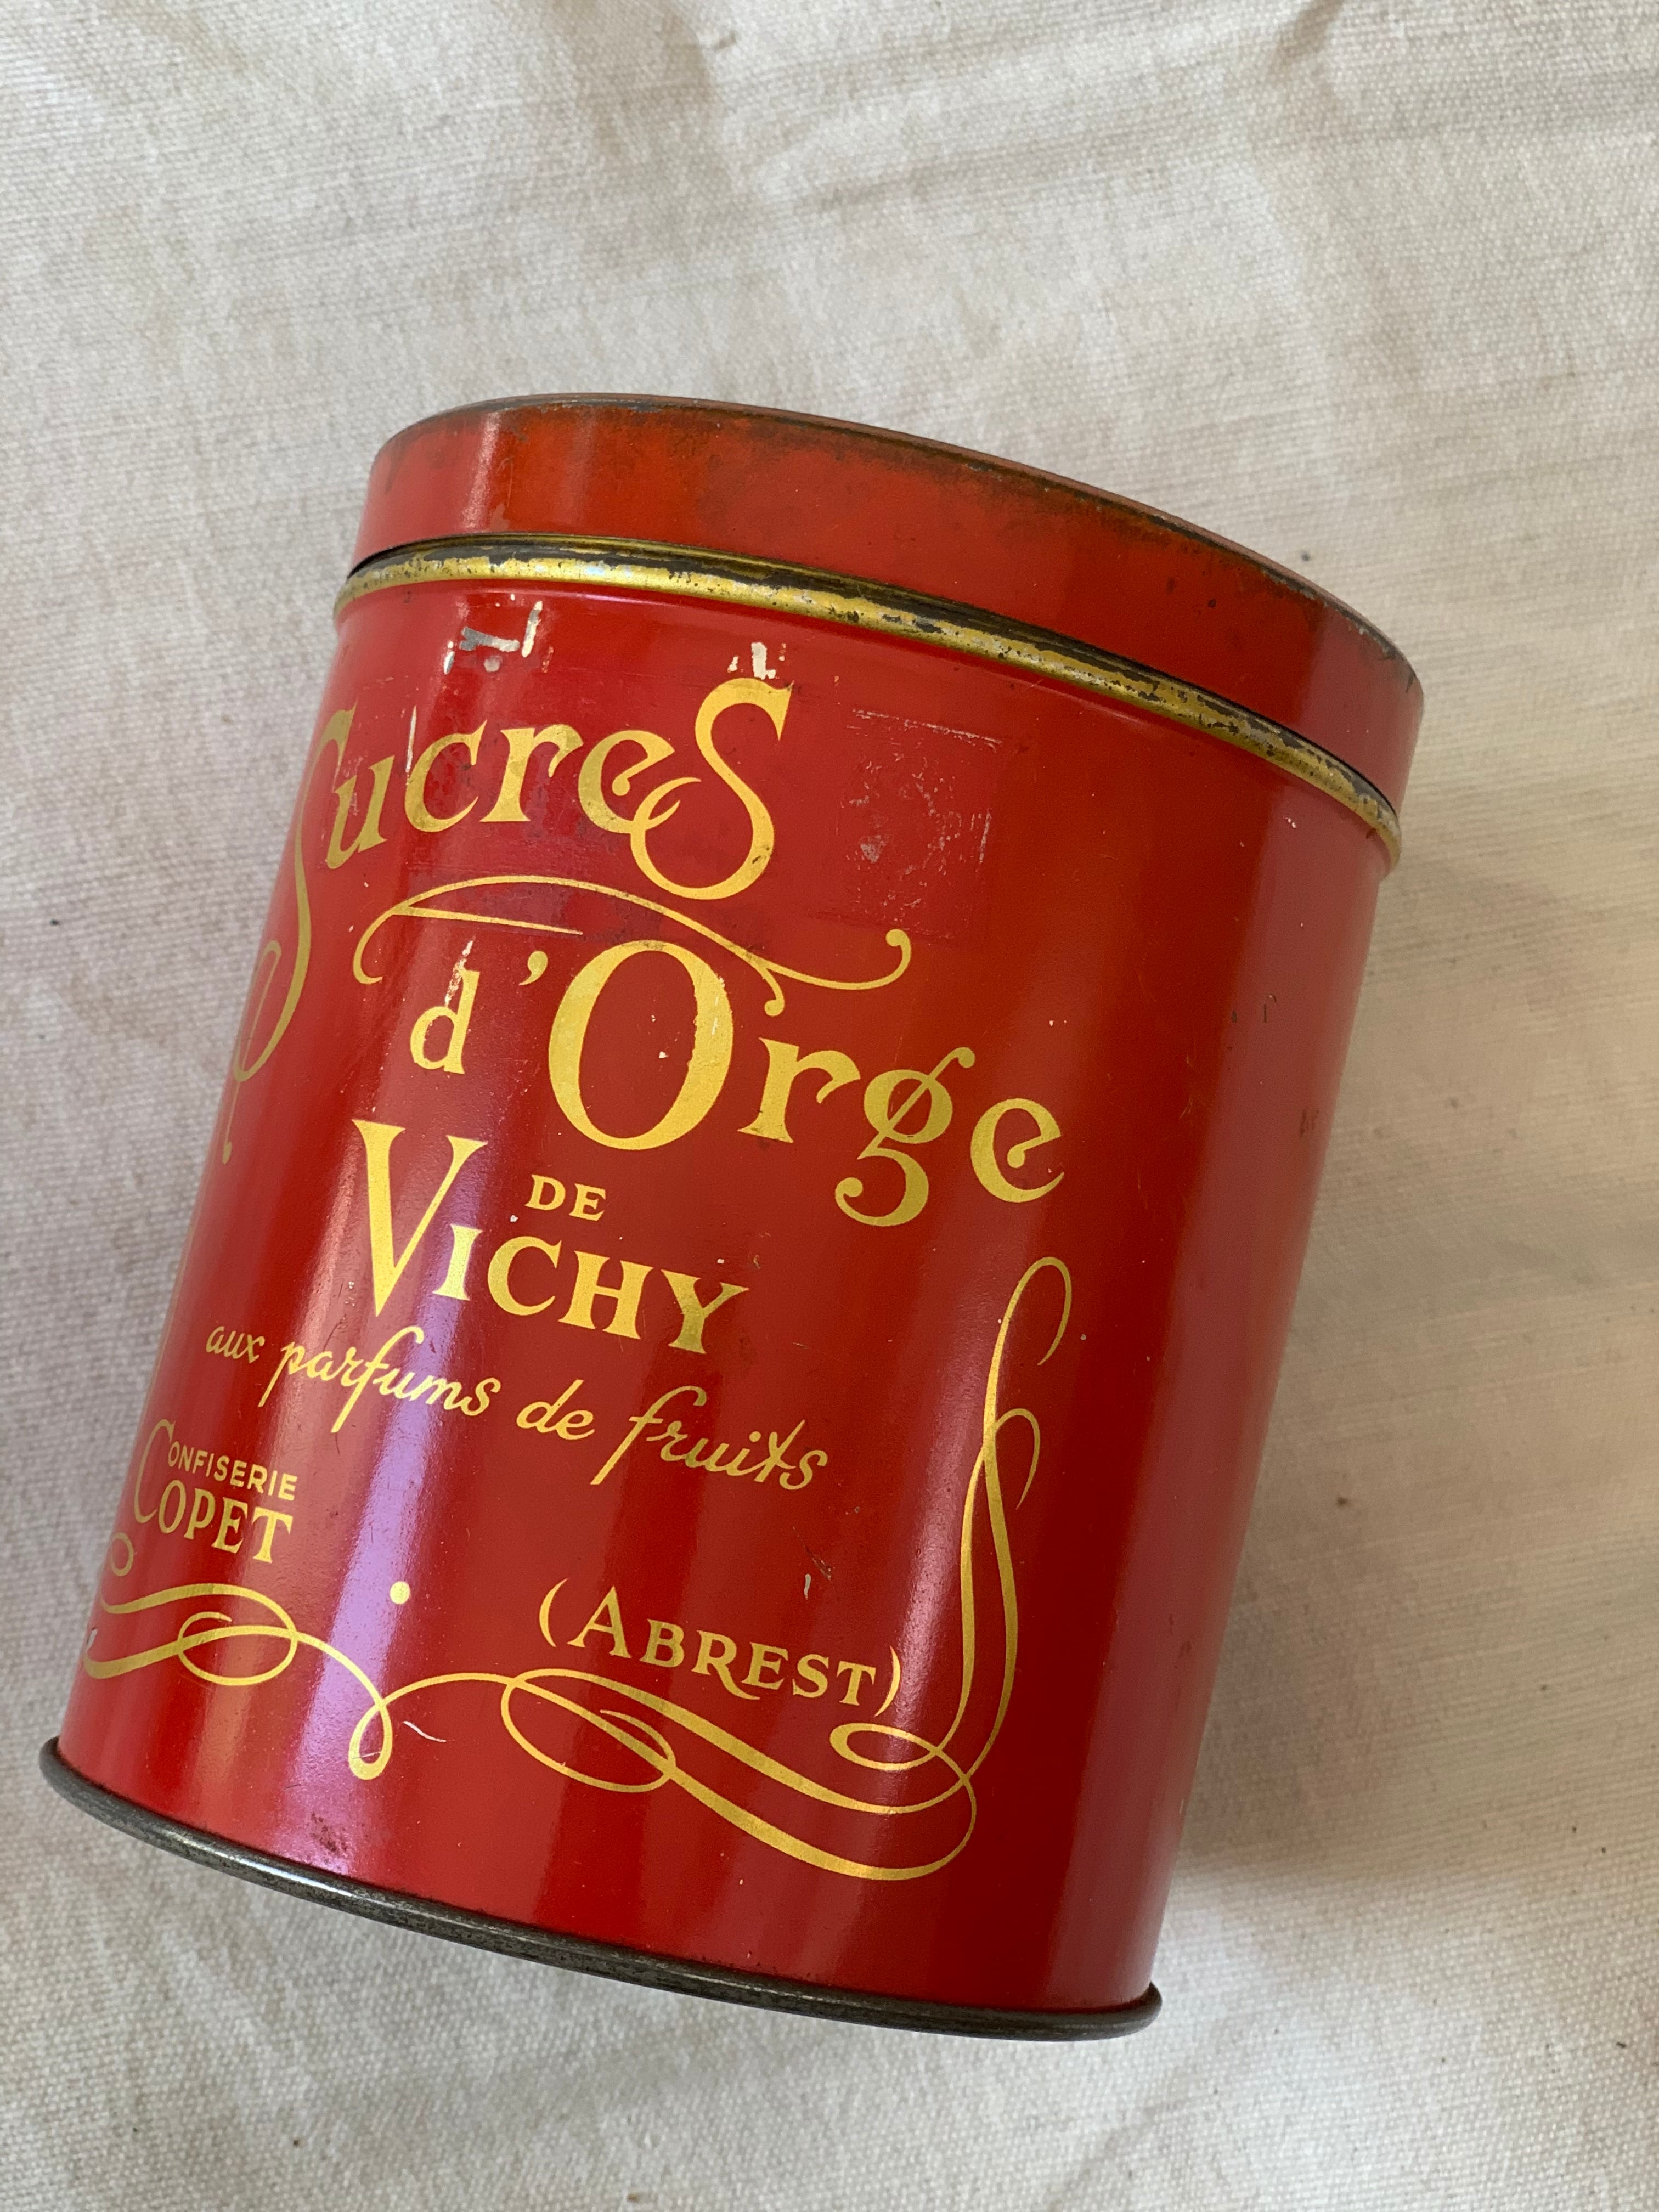 Sucres
d'Orge
DE
VICHY
aux parfums de fruits
CONFISERIE
COPET
(ABREST)